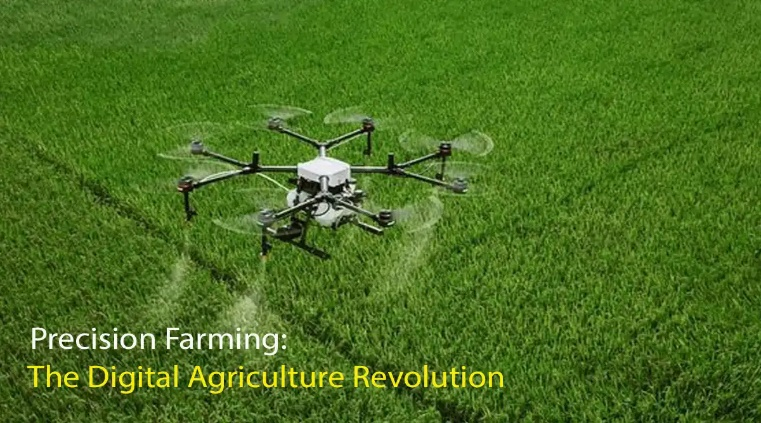 Precision Farming:
The Digital Agriculture Revolution